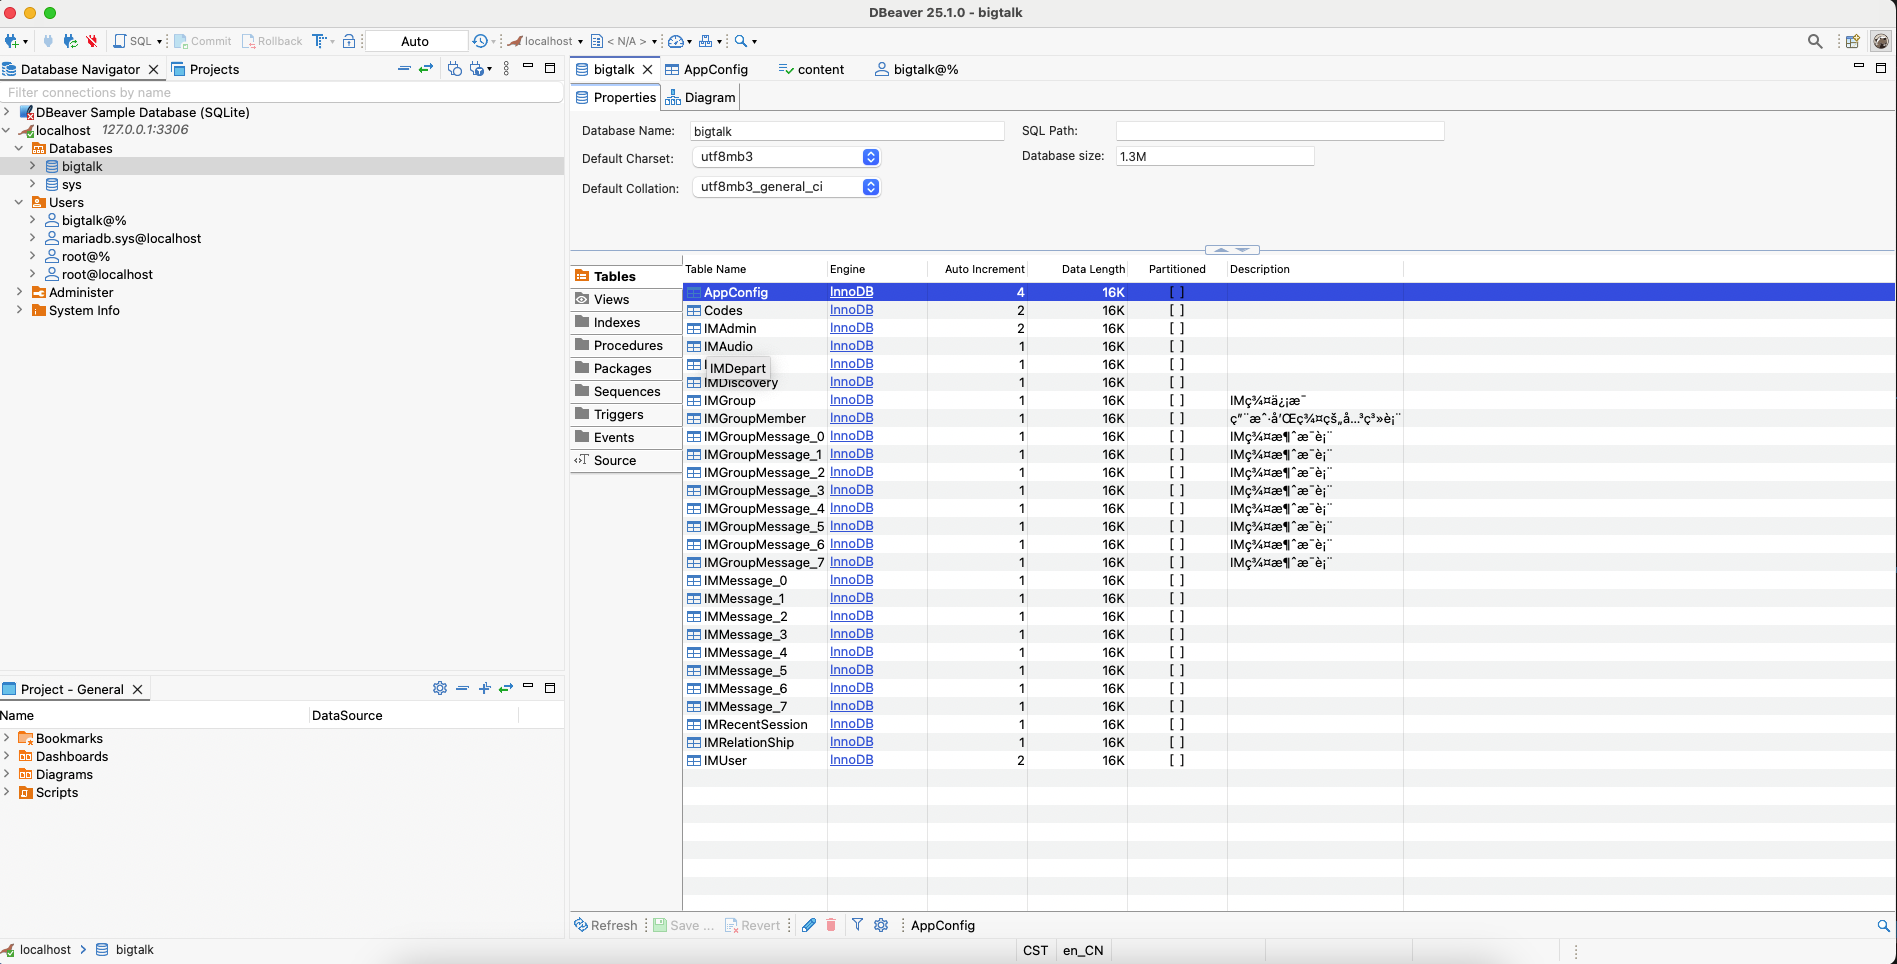 DBeaver 25.1.0 - bigtalk
SQL
Commit
Rollback
Auto
localhost
< N/A >
Database Navigator
Projects
Filter connections by name
DBeaver Sample Database (SQLite)
localhost 127.0.0.1:3306
Databases
bigtalk
sys
Users
bigtalk@%
mariadb.sys@localhost
root@%
root@localhost
Administer
System Info
Project - General
Name DataSource
Bookmarks
Dashboards
Diagrams
Scripts
bigtalk
AppConfig
content
bigtalk@%
Properties
Diagram
Database Name: bigtalk
SQL Path:
Default Charset: utf8mb3
Database size: 1.3M
Default Collation: utf8mb3_general_ci
Tables
Views
Indexes
Procedures
Packages
Sequences
Triggers
Events
Source
Table Name Engine Auto Increment Data Length Partitioned Description
AppConfig InnoDB 4 16K [ ]
Codes InnoDB 2 16K [ ]
IMAdmin InnoDB 2 16K [ ]
IMAudio InnoDB 1 16K [ ]
IMDepart InnoDB 1 16K [ ]
IMDiscovery InnoDB 1 16K [ ]
IMGroup InnoDB 1 16K [ ] IMç¾¤ä¿¡æ¯
IMGroupMember InnoDB 1 16K [ ] ç”¨æˆ·å’Œç¾¤çš„å…³ç³»è¡¨
IMGroupMessage_0 InnoDB 1 16K [ ] IMç¾¤æ¶ˆæ¯è¡¨
IMGroupMessage_1 InnoDB 1 16K [ ] IMç¾¤æ¶ˆæ¯è¡¨
IMGroupMessage_2 InnoDB 1 16K [ ] IMç¾¤æ¶ˆæ¯è¡¨
IMGroupMessage_3 InnoDB 1 16K [ ] IMç¾¤æ¶ˆæ¯è¡¨
IMGroupMessage_4 InnoDB 1 16K [ ] IMç¾¤æ¶ˆæ¯è¡¨
IMGroupMessage_5 InnoDB 1 16K [ ] IMç¾¤æ¶ˆæ¯è¡¨
IMGroupMessage_6 InnoDB 1 16K [ ] IMç¾¤æ¶ˆæ¯è¡¨
IMGroupMessage_7 InnoDB 1 16K [ ] IMç¾¤æ¶ˆæ¯è¡¨
IMMessage_0 InnoDB 1 16K [ ]
IMMessage_1 InnoDB 1 16K [ ]
IMMessage_2 InnoDB 1 16K [ ]
IMMessage_3 InnoDB 1 16K [ ]
IMMessage_4 InnoDB 1 16K [ ]
IMMessage_5 InnoDB 1 16K [ ]
IMMessage_6 InnoDB 1 16K [ ]
IMMessage_7 InnoDB 1 16K [ ]
IMRecentSession InnoDB 1 16K [ ]
IMRelationShip InnoDB 1 16K [ ]
IMUser InnoDB 2 16K [ ]
Refresh
Save ...
Revert
AppConfig
localhost
bigtalk
CST
en_CN